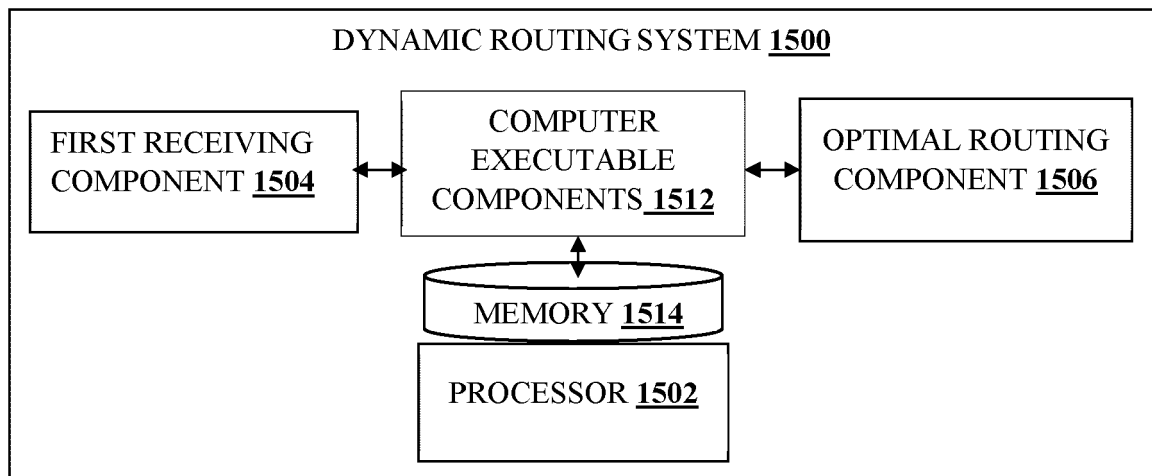 DYNAMIC ROUTING SYSTEM 1500
FIRST RECEIVING
COMPONENT 1504
COMPUTER
EXECUTABLE
COMPONENTS 1512
OPTIMAL ROUTING
COMPONENT 1506
MEMORY 1514
PROCESSOR 1502